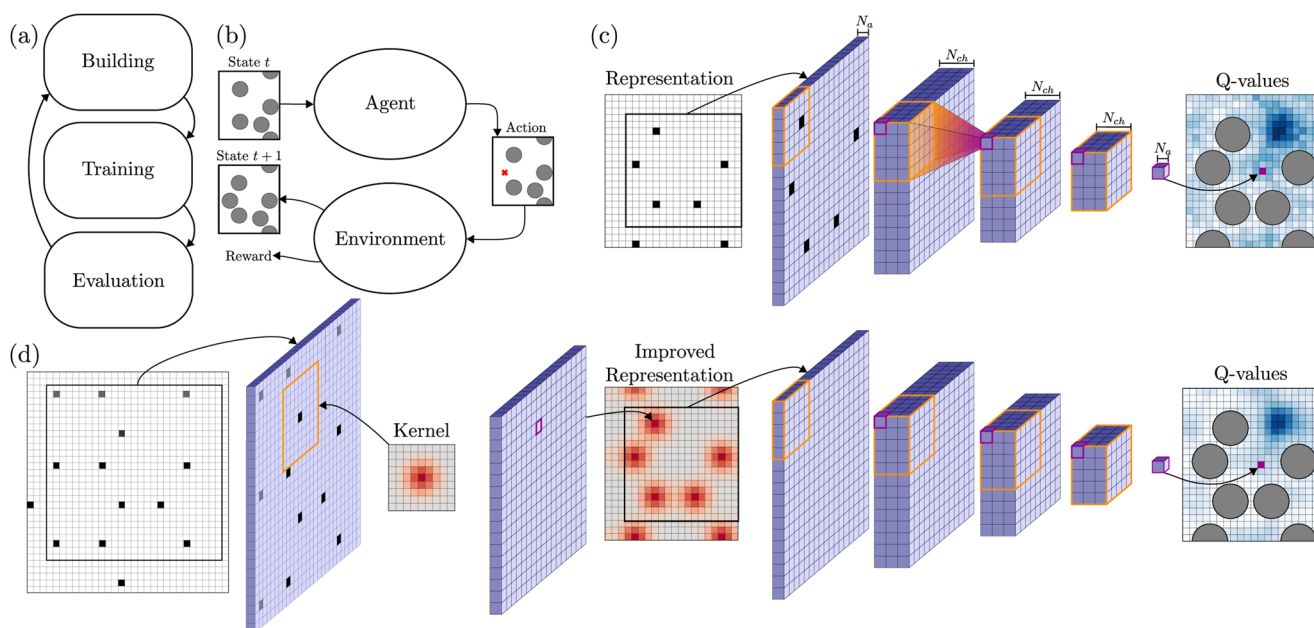 (a)
Building
Training
Evaluation
(b)
State t
Agent
Action
State t + 1
Environment
Reward
(c)
Representation
N_a
N_ch
N_ch
N_ch
N_a
Q-values
(d)
Kernel
Improved
Representation
Q-values